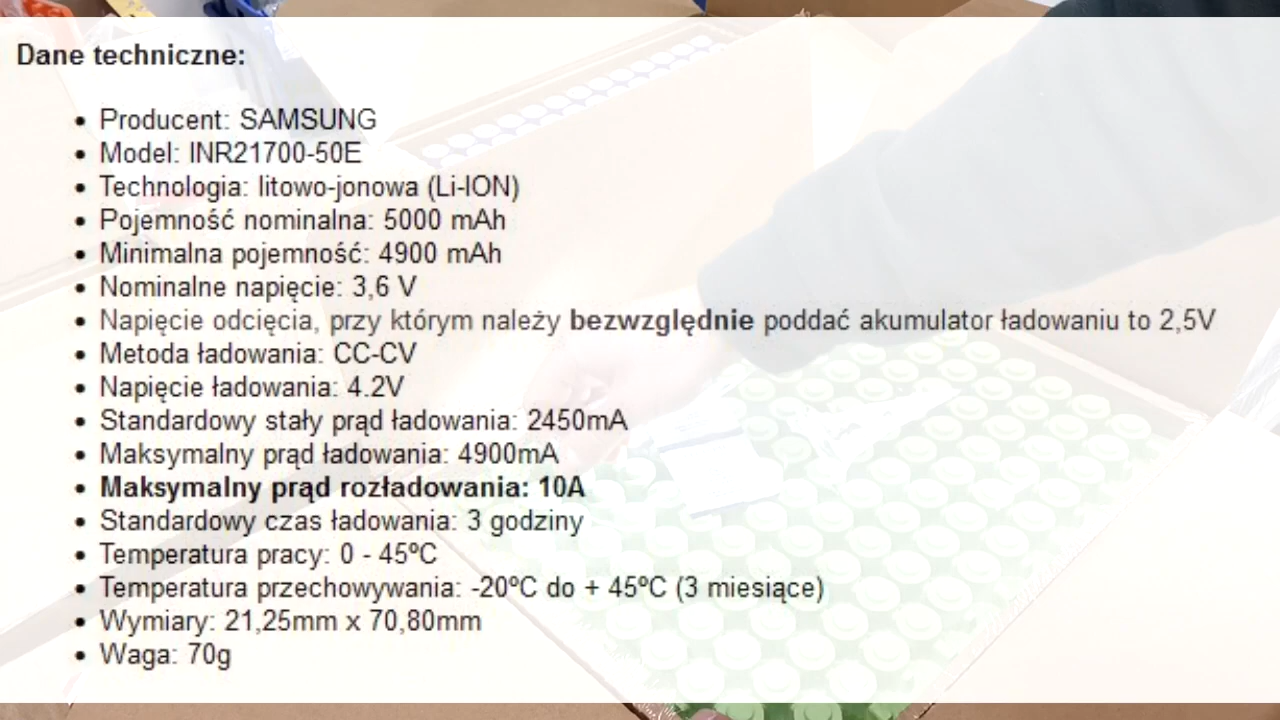 Dane techniczne:
• Producent: SAMSUNG
• Model: INR21700-50E
• Technologia: litowo-jonowa (Li-ION)
• Pojemność nominalna: 5000 mAh
• Minimalna pojemność: 4900 mAh
• Nominalne napięcie: 3,6 V
• Napięcie odcięcia, przy którym należy bezwzględnie poddać akumulator ładowaniu to 2,5V
• Metoda ładowania: CC-CV
• Napięcie ładowania: 4.2V
• Standardowy stały prąd ładowania: 2450mA
• Maksymalny prąd ładowania: 4900mA
• Maksymalny prąd rozładowania: 10A
• Standardowy czas ładowania: 3 godziny
• Temperatura pracy: 0 - 45ºC
• Temperatura przechowywania: -20ºC do + 45ºC (3 miesiące)
• Wymiary: 21,25mm x 70,80mm
• Waga: 70g